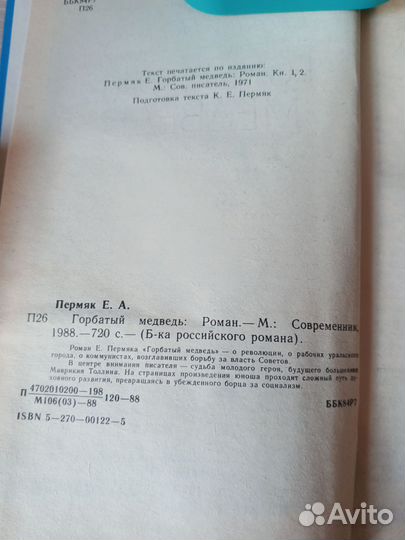 ББК84Р7
П26
Текст печатается по изданию:
Пермяк Е. Горбатый медведь: Роман. Кн. 1, 2.
М.: Сов. писатель, 1971
Подготовка текста К. Е. Пермяк
Пермяк Е. А.
П26 Горбатый медведь: Роман.— М.: Современник,
1988.—720 с.— (Б-ка российского романа).
Роман Е. Пермяка «Горбатый медведь» — о революции, о рабочих уральского
города, о коммунистах, возглавивших борьбу за власть Советов.
В центре внимания писателя — судьба молодого героя, будущего большевика
Маврикия Толлина. На страницах произведения юноша проходит сложный путь
ховного развития, превращаясь в убежденного борца за социализм.
П 4702010200—198
М106(03)—88 120—88
ББК84Р7
ISBN 5—270—00122—5
Avito